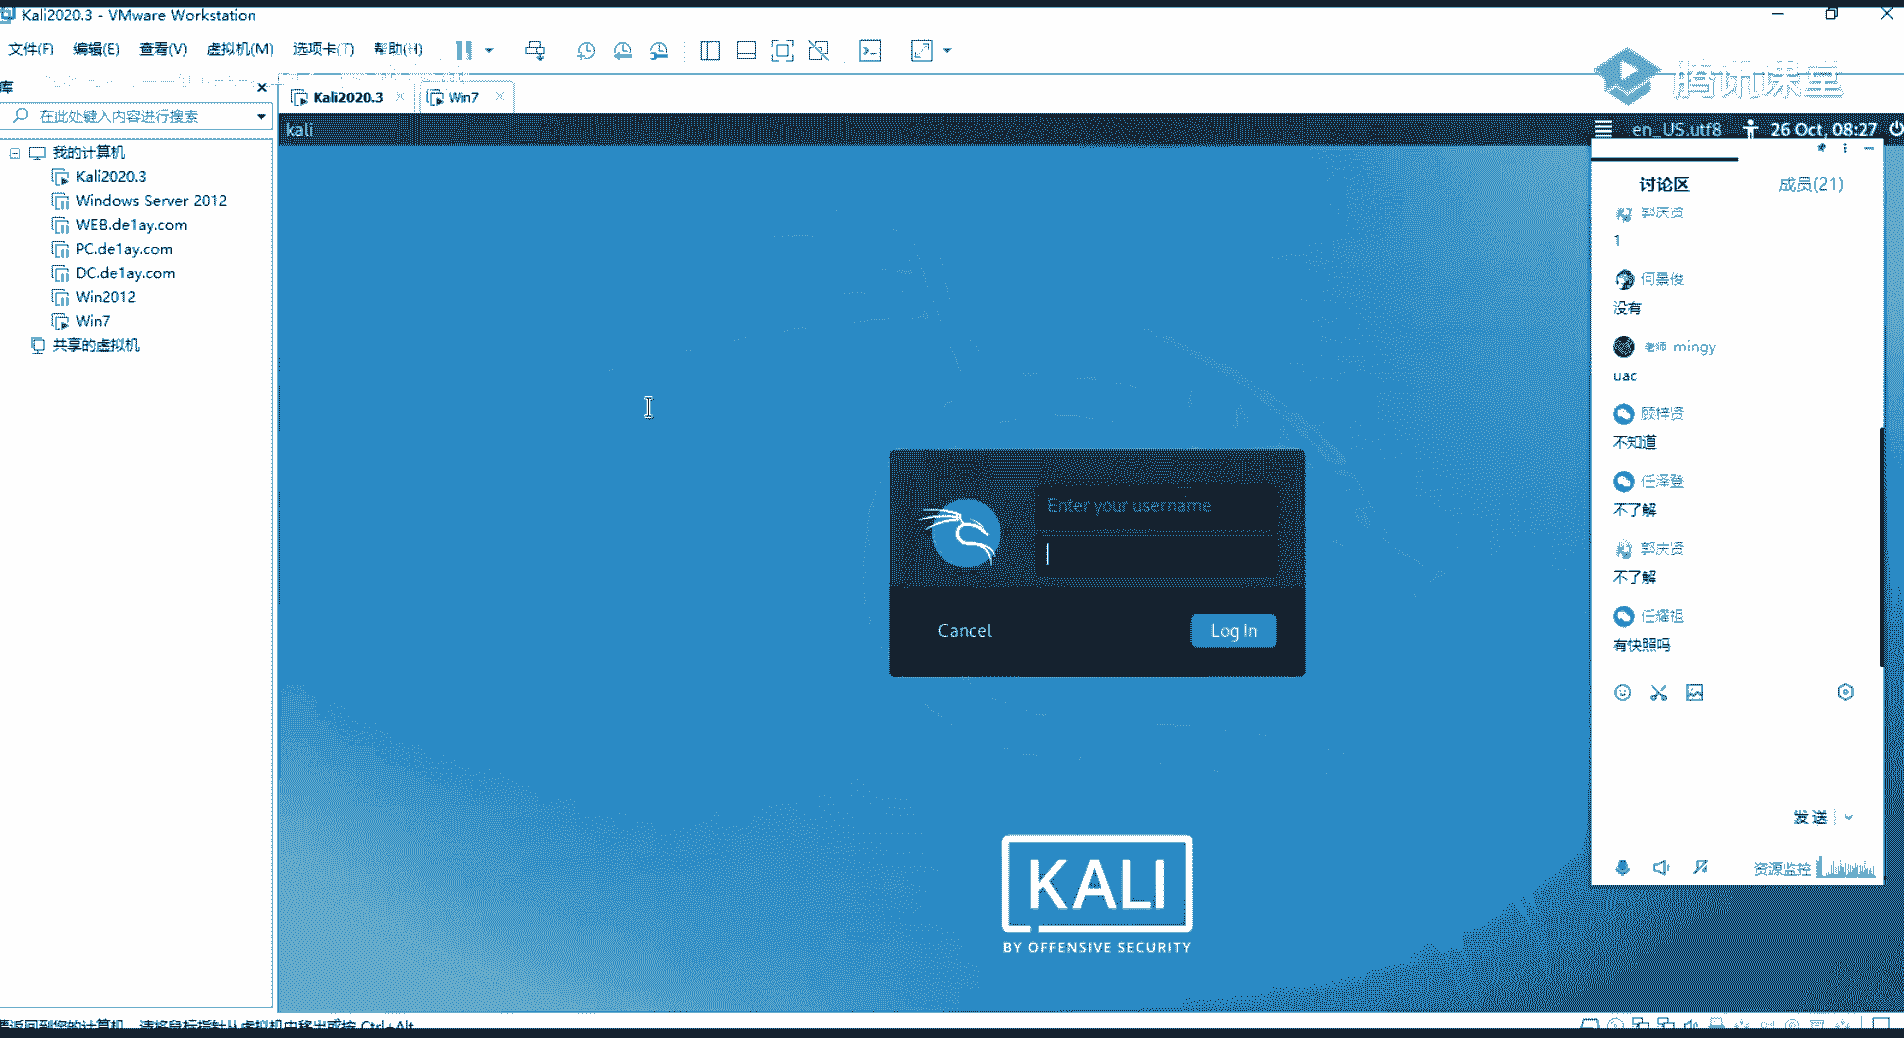 Kali2020.3 - VMware Workstation
文件(F) 编辑(E) 查看(V) 虚拟机(M) 选项卡(T) 帮助(H)
腾讯课堂
库
Kali2020.3 Win7
在此处键入内容进行搜索
kali
en_US.utf8 26 Oct, 08:27
我的计算机
Kali2020.3
Windows Server 2012
WEB.de1ay.com
PC.de1ay.com
DC.de1ay.com
Win2012
Win7
共享的虚拟机
Enter your username
Cancel
Log In
KALI
BY OFFENSIVE SECURITY
讨论区 成员(21)
郭庆贤
1
何景俊
没有
老师 mingy
uac
顾梓贤
不知道
任泽登
不了解
郭庆贤
不了解
任耀祖
有快照吗
发送
资源监控
要返回到您的计算机，请将鼠标指针从虚拟机中移出或按 Ctrl+Alt